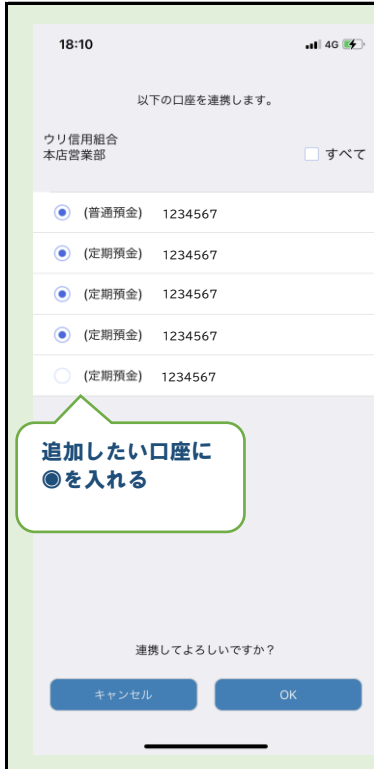 18:10 4G
以下の口座を連携します。
ウリ信用組合
本店営業部
すべて
(普通預金) 1234567
(定期預金) 1234567
(定期預金) 1234567
(定期預金) 1234567
(定期預金) 1234567
追加したい口座に
◉を入れる
連携してよろしいですか？
キャンセル OK